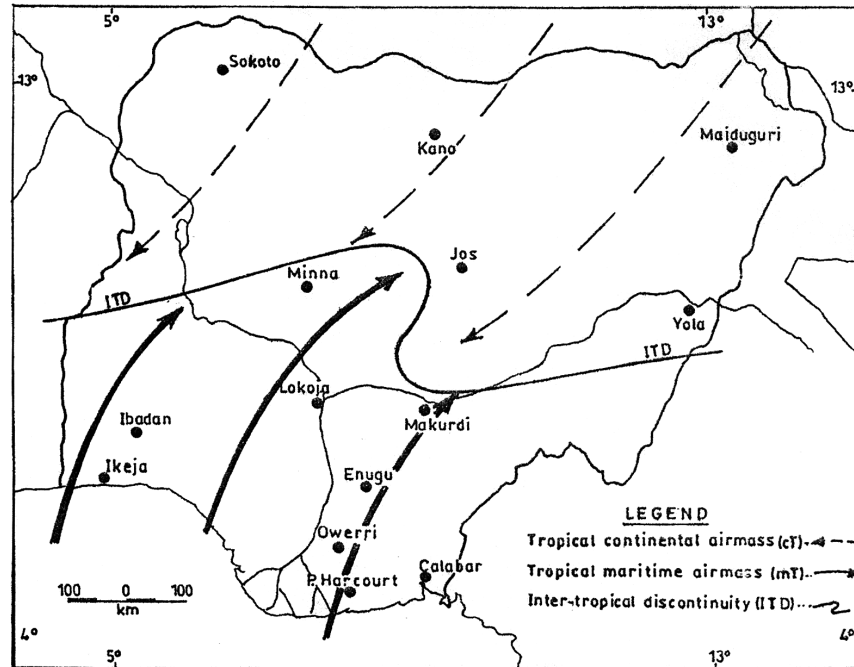 5°
13°
13°
13°
Sokoto
Kano
Maiduguri
Jos
Minna
ITD
Yola
ITD
Lokoja
Makurdi
Ibadan
Ikeja
Enugu
Owerri
P. Harcourt
Calabar
LEGEND
Tropical continental airmass (cT)
Tropical maritime airmass (mT)
Inter-tropical discontinuity (ITD)
100 0 100
km
4°
4°
5°
13°